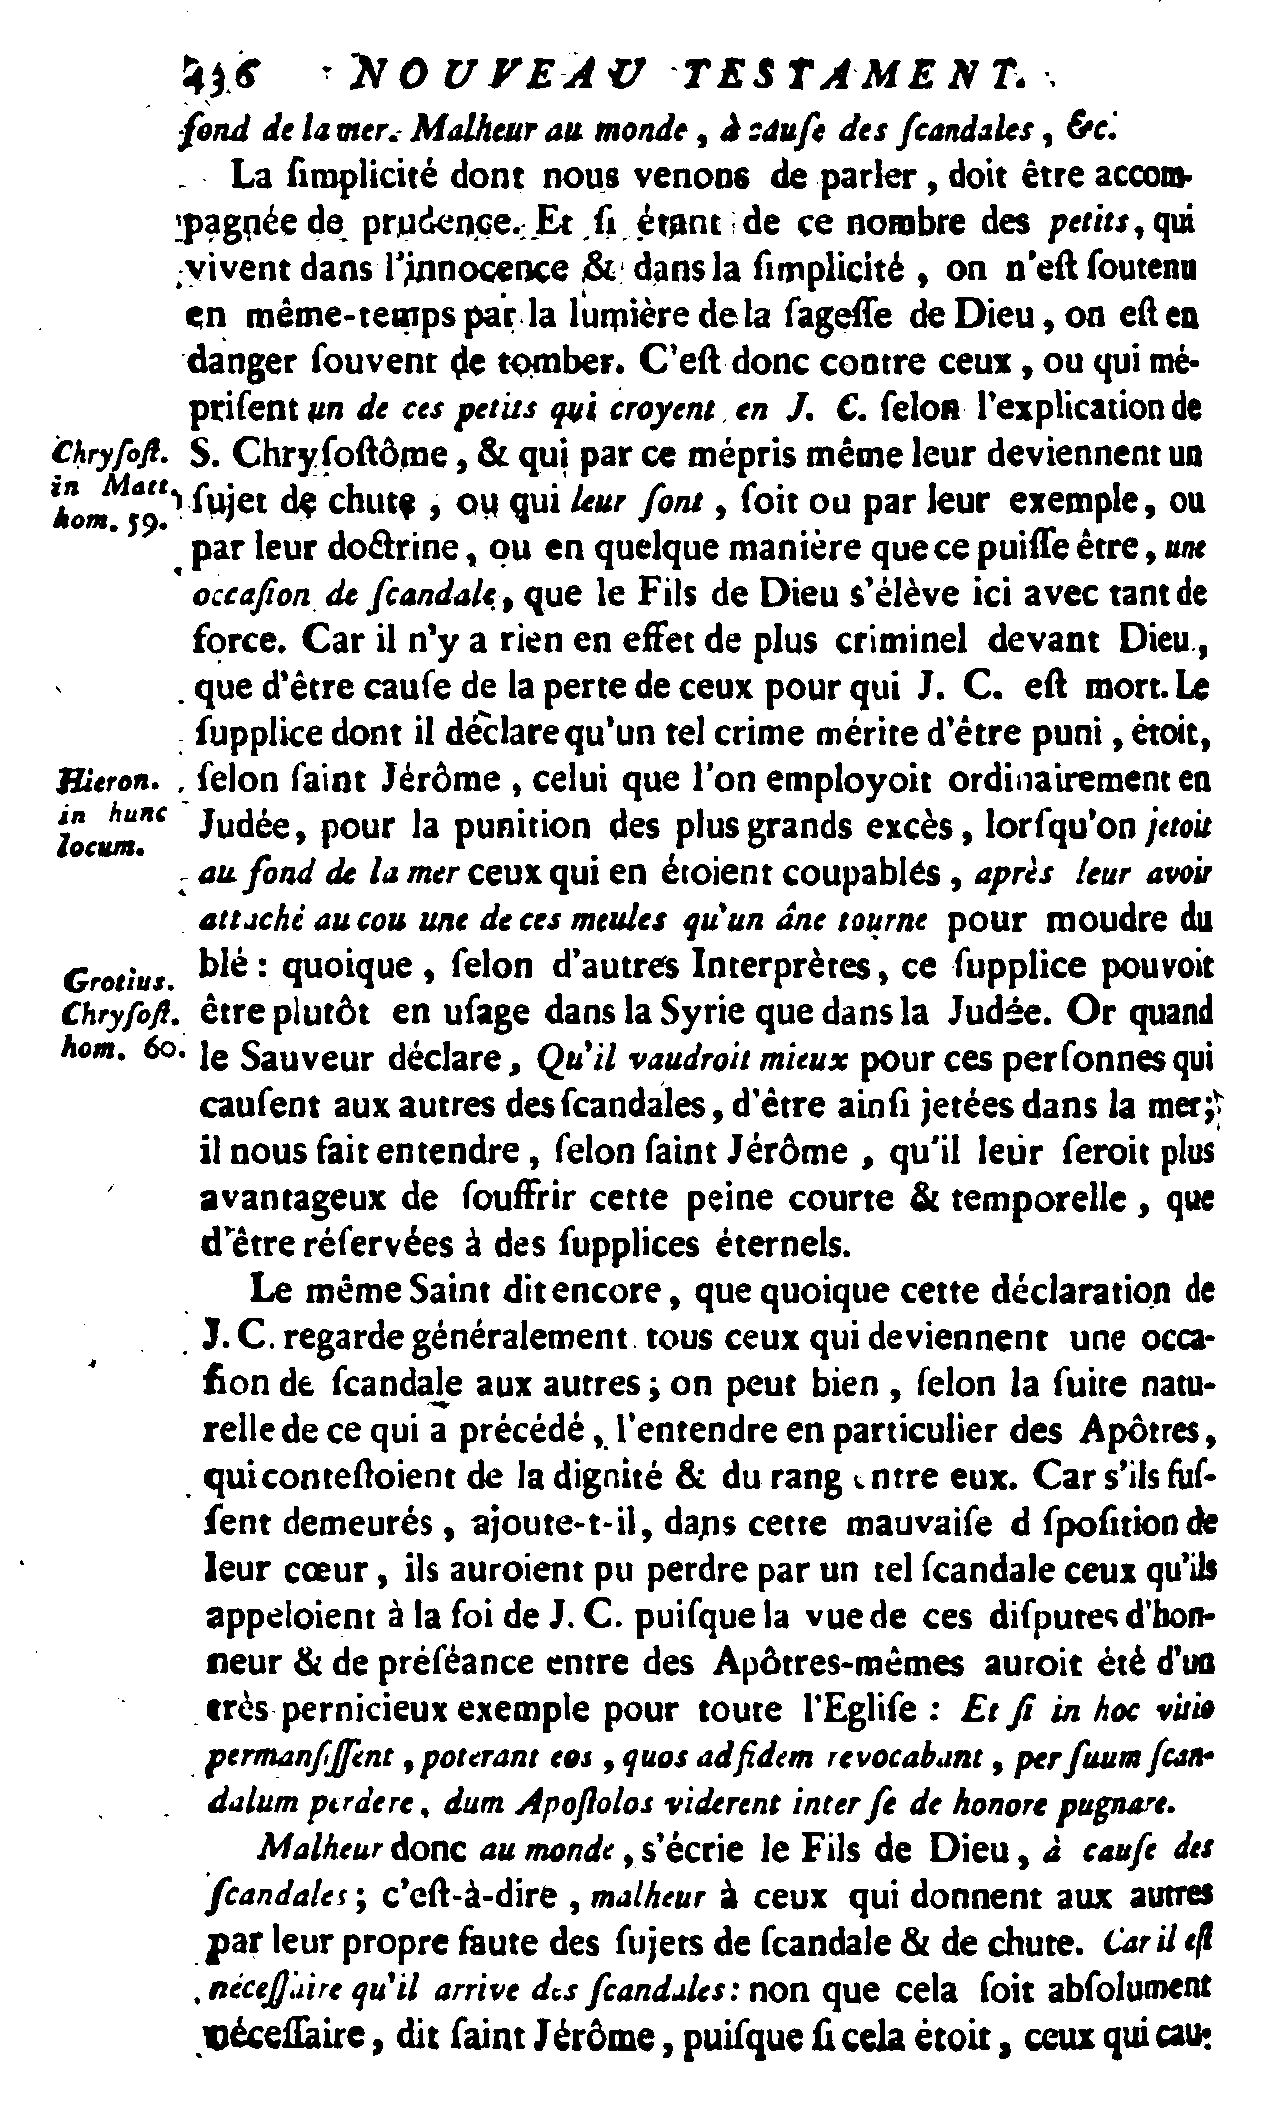 436 NOUVEAU TESTAMENT.
fond de la mer. Malheur au monde, à cauſe des ſcandales, &c.
La ſimplicité dont nous venons de parler, doit être accom-
pagnée de prudence. Et ſi étant de ce nombre des petits, qui
vivent dans l'innocence & dans la ſimplicité, on n'eſt ſoutenu
en même-temps par la lumière de la ſageſſe de Dieu, on eſt en
danger ſouvent de tomber. C'eſt donc contre ceux, ou qui mé-
priſent un de ces petits qui croyent en J. C. ſelon l'explication de
Chryſoſt.
in Matt.
hom. 59.
S. Chryſoſtôme, & qui par ce mépris même leur deviennent un
ſujet de chute, ou qui leur ſont, ſoit ou par leur exemple, ou
par leur doctrine, ou en quelque manière que ce puiſſe être, une
occaſion de ſcandale, que le Fils de Dieu s'élève ici avec tant de
force. Car il n'y a rien en effet de plus criminel devant Dieu,
que d'être cauſe de la perte de ceux pour qui J. C. eſt mort. Le
ſupplice dont il déclare qu'un tel crime mérite d'être puni, étoit,
Hieron.
in hunc
locum.
ſelon ſaint Jérôme, celui que l'on employoit ordinairement en
Judée, pour la punition des plus grands excès, lorſqu'on jetoit
au fond de la mer ceux qui en étoient coupables, après leur avoir
attaché au cou une de ces meules qu'un âne tourne pour moudre du
Grotius.
Chryſoſt.
hom. 60.
blé : quoique, ſelon d'autres Interprètes, ce ſupplice pouvoit
être plutôt en uſage dans la Syrie que dans la Judée. Or quand
le Sauveur déclare, Qu'il vaudroit mieux pour ces perſonnes qui
cauſent aux autres des ſcandales, d'être ainſi jetées dans la mer;
il nous fait entendre, ſelon ſaint Jérôme, qu'il leur ſeroit plus
avantageux de ſouffrir cette peine courte & temporelle, que
d'être réſervées à des ſupplices éternels.
Le même Saint dit encore, que quoique cette déclaration de
J. C. regarde généralement tous ceux qui deviennent une occa-
ſion de ſcandale aux autres; on peut bien, ſelon la ſuite natu-
relle de ce qui a précédé, l'entendre en particulier des Apôtres,
qui conteſtoient de la dignité & du rang entre eux. Car s'ils fuſ-
ſent demeurés, ajoute-t-il, dans cette mauvaiſe d ſpoſition de
leur cœur, ils auroient pu perdre par un tel ſcandale ceux qu'ils
appeloient à la foi de J. C. puiſque la vue de ces diſputes d'hon-
neur & de préſéance entre des Apôtres-mêmes auroit été d'un
très pernicieux exemple pour toute l'Egliſe : Et ſi in hoc vitio
permanſiſſent, poterant eos, quos ad fidem revocabant, per ſuum ſcan-
dalum perdere, dum Apoſtolos viderent inter ſe de honore pugnare.
Malheur donc au monde, s'écrie le Fils de Dieu, à cauſe des
ſcandales; c'eſt-à-dire, malheur à ceux qui donnent aux autres
par leur propre faute des ſujets de ſcandale & de chute. Car il eſt
néceſſaire qu'il arrive des ſcandales: non que cela ſoit abſolument
néceſſaire, dit ſaint Jérôme, puiſque ſi cela étoit, ceux qui cau-